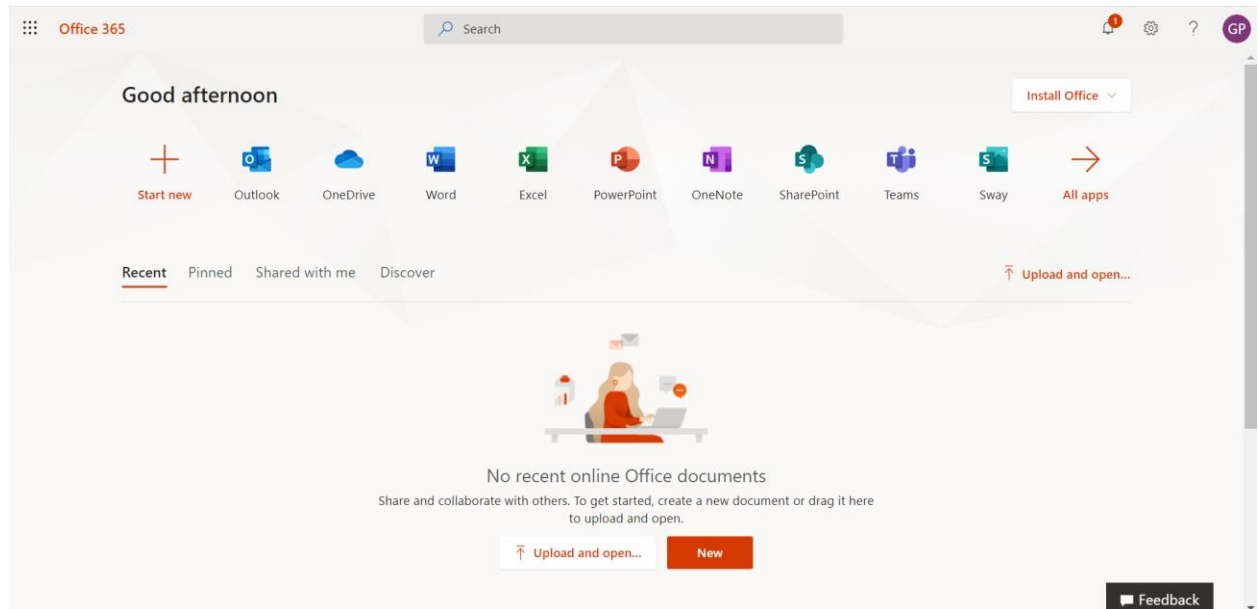 Office 365
Search
1
GP
Good afternoon
Install Office
Start new
Outlook
OneDrive
Word
Excel
PowerPoint
OneNote
SharePoint
Teams
Sway
All apps
Recent
Pinned
Shared with me
Discover
Upload and open...
No recent online Office documents
Share and collaborate with others. To get started, create a new document or drag it here
to upload and open.
Upload and open...
New
Feedback